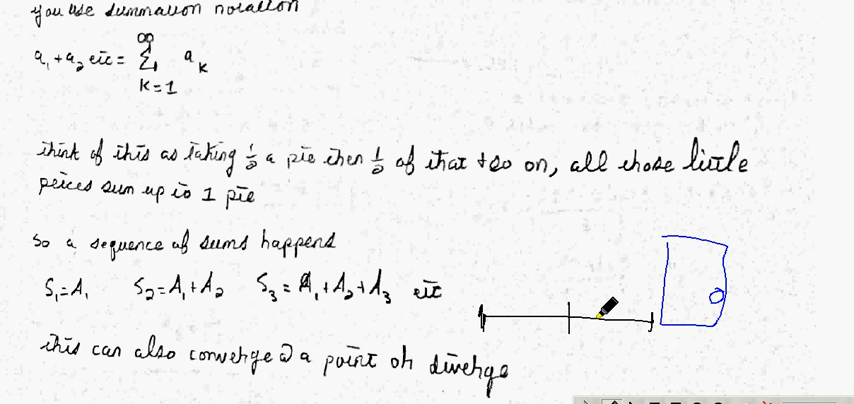 you use summation notation
a₁ + a₂ etc = ∞ Σ k=1 aₖ
think of this as taking ½ a pie then ½ of that + so on, all those little
peices sum up to 1 pie
so a sequence of sums happens
S₁=A₁ S₂=A₁+A₂ S₃=A₁+A₂+A₃ etc
this can also converge @ a point or diverge